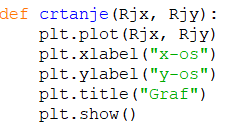 def crtanje(Rjx, Rjy):
    plt.plot(Rjx, Rjy)
    plt.xlabel("x-os")
    plt.ylabel("y-os")
    plt.title("Graf")
    plt.show()